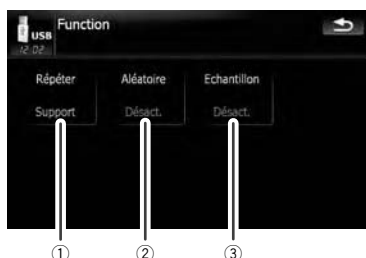 USB
Function
12:02
Répéter
Aléatoire
Echantillon
Support
Désact.
Désact.
① ② ③